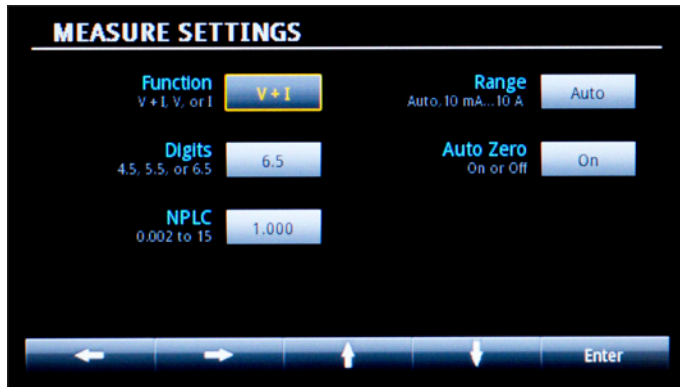 MEASURE SETTINGS
Function
V + I, V, or I
V + I
Range
Auto, 10 mA...10 A
Auto
Digits
4.5, 5.5, or 6.5
6.5
Auto Zero
On or Off
On
NPLC
0.002 to 15
1.000
Enter